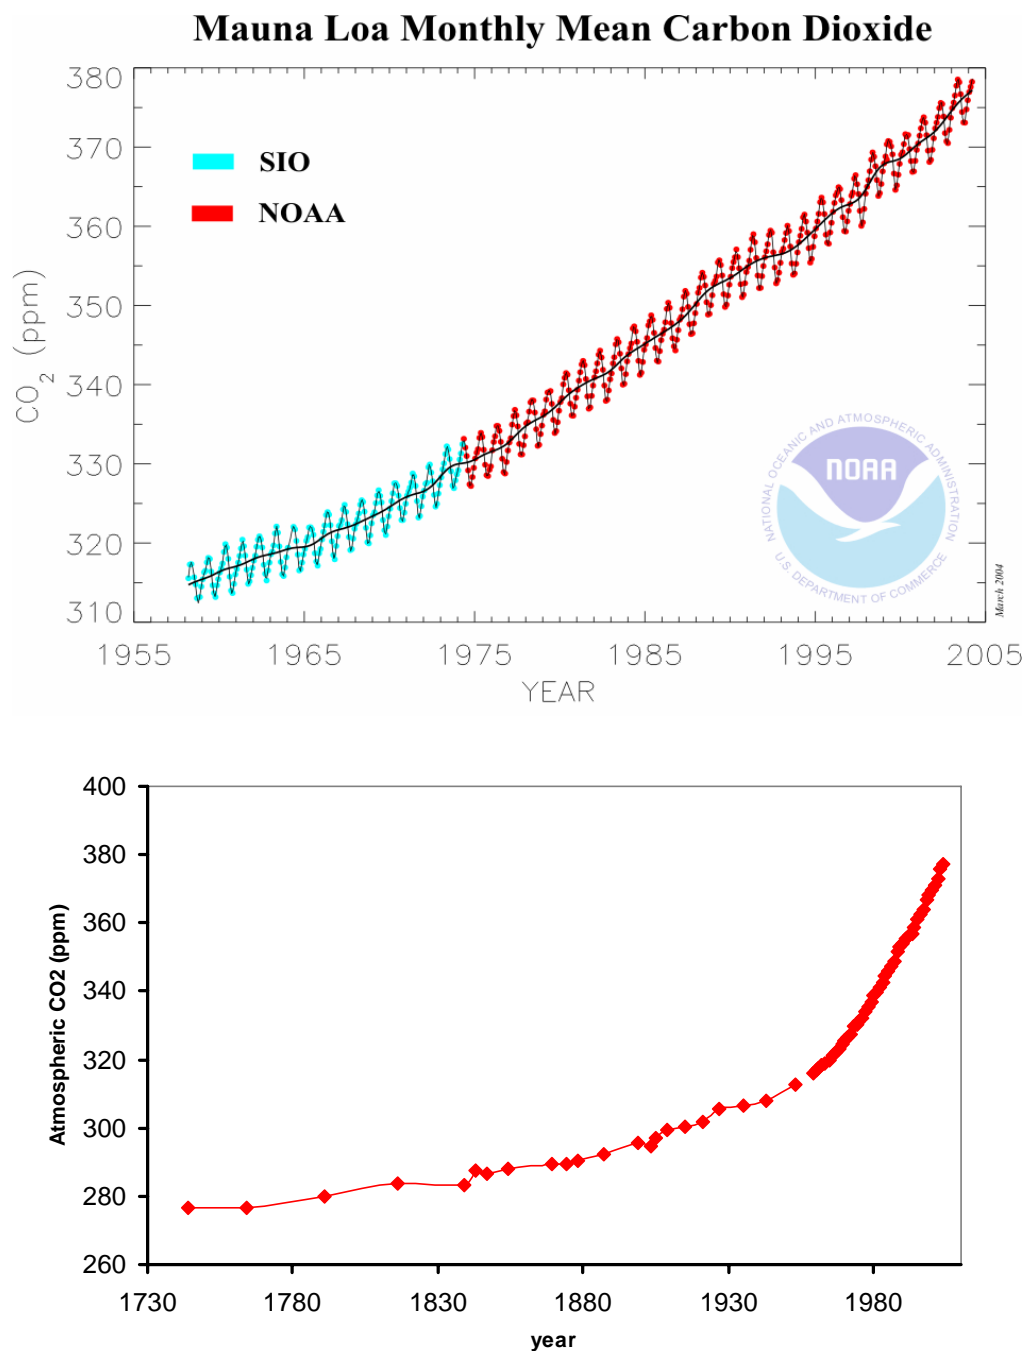 Mauna Loa Monthly Mean Carbon Dioxide
380
370
360
350
340
330
320
310
CO2 (ppm)
SIO
NOAA
NATIONAL OCEANIC AND ATMOSPHERIC ADMINISTRATION
NOAA
U.S. DEPARTMENT OF COMMERCE
March 2004
1955 1965 1975 1985 1995 2005
YEAR
400
380
360
340
320
300
280
260
Atmospheric CO2 (ppm)
1730 1780 1830 1880 1930 1980
year